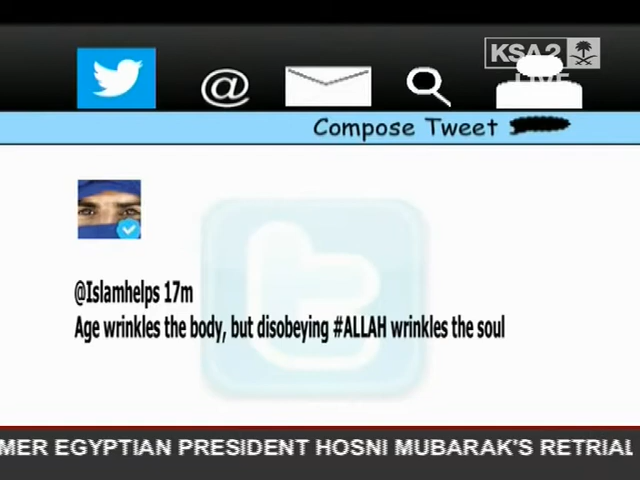 KSA2
LIVE
@
Compose Tweet
@Islamhelps 17m
Age wrinkles the body, but disobeying #ALLAH wrinkles the soul
MER EGYPTIAN PRESIDENT HOSNI MUBARAK'S RETRIAL